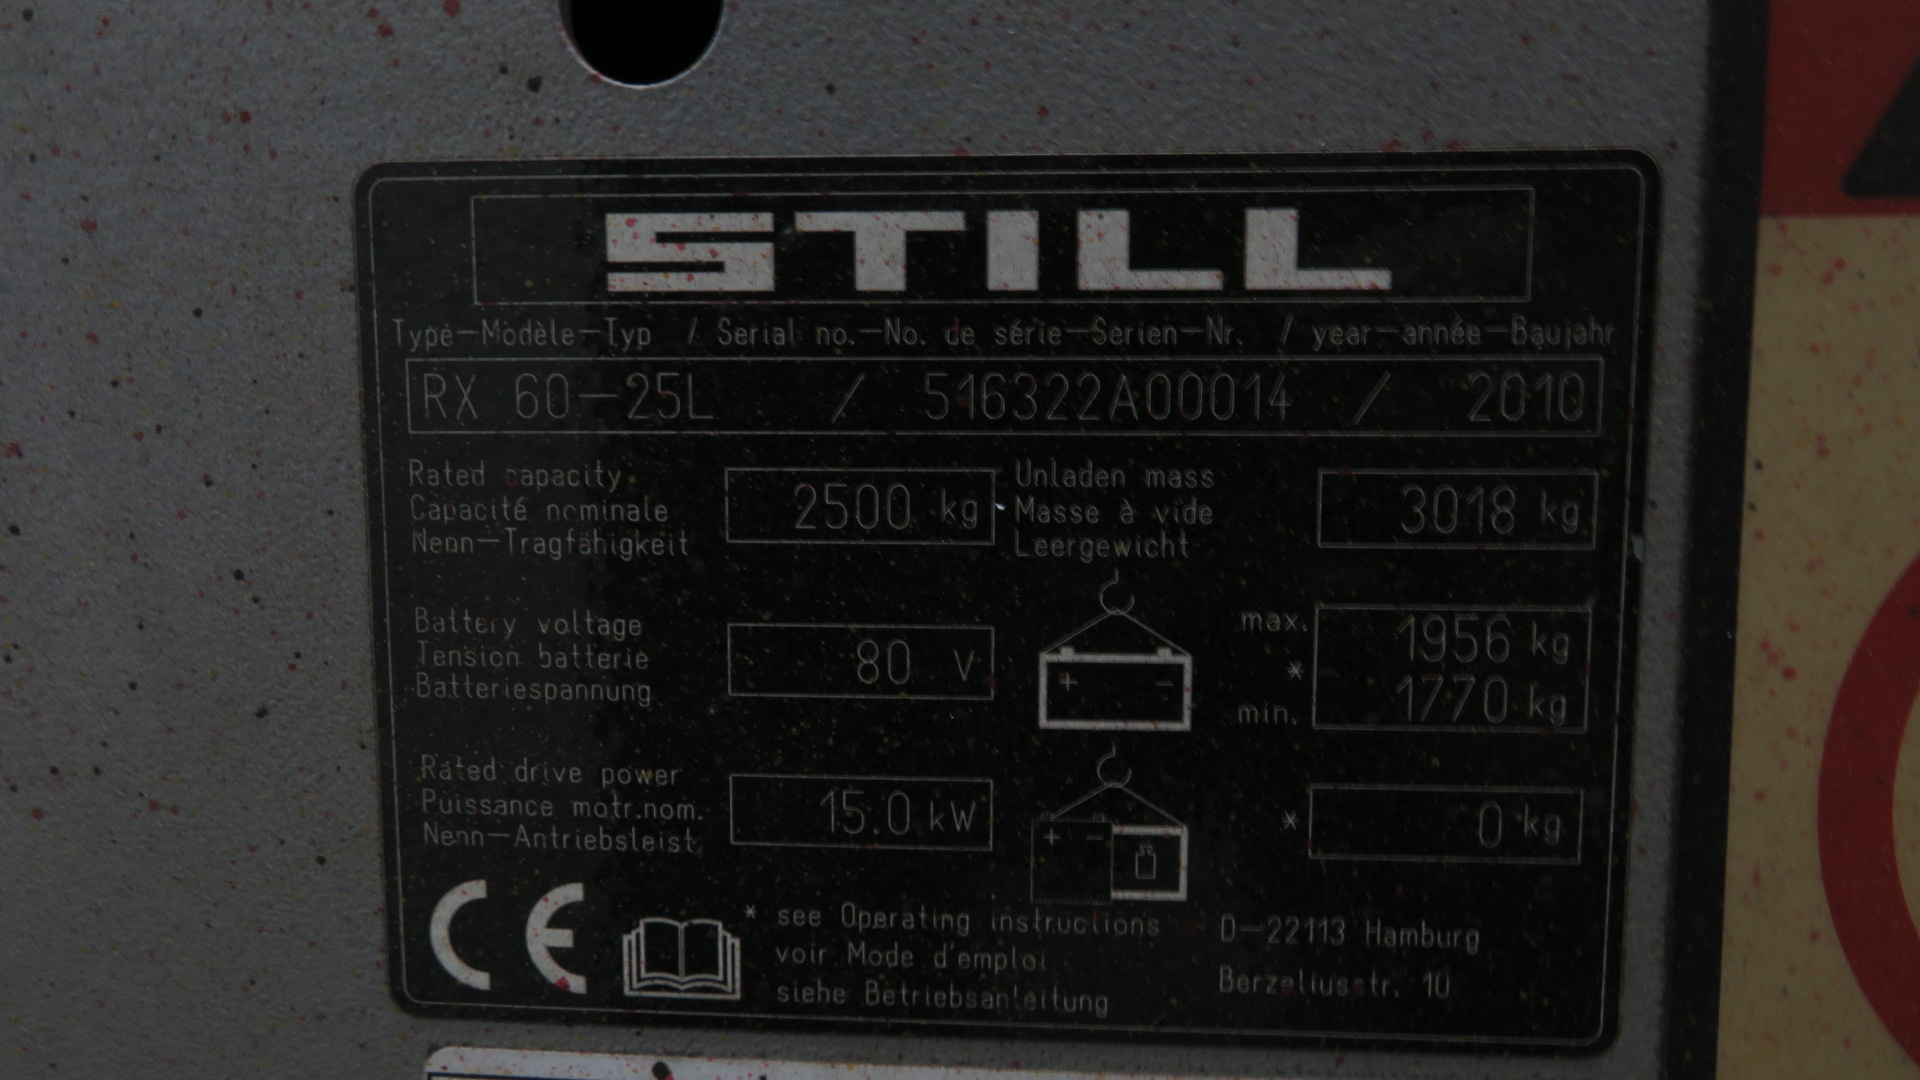 STILL
Type-Modèle-Typ / Serial no.-No. de série-Serien-Nr. / year-année-Baujahr
RX 60-25L / 516322A00014 / 2010
Rated capacity
Capacité nominale
Nenn-Tragfähigkeit
2500 kg
Unladen mass
Masse à vide
Leergewicht
3018 kg
Battery voltage
Tension batterie
Batteriespannung
80 V
+ -
max. 1956 kg
*
min. 1770 kg
Rated drive power
Puissance motr.nom.
Nenn-Antriebsleist.
15.0 kW
+ -
* 0 kg
CE
* see Operating instructions
voir Mode d'emploi
siehe Betriebsanleitung
D-22113 Hamburg
Berzeliusstr. 10